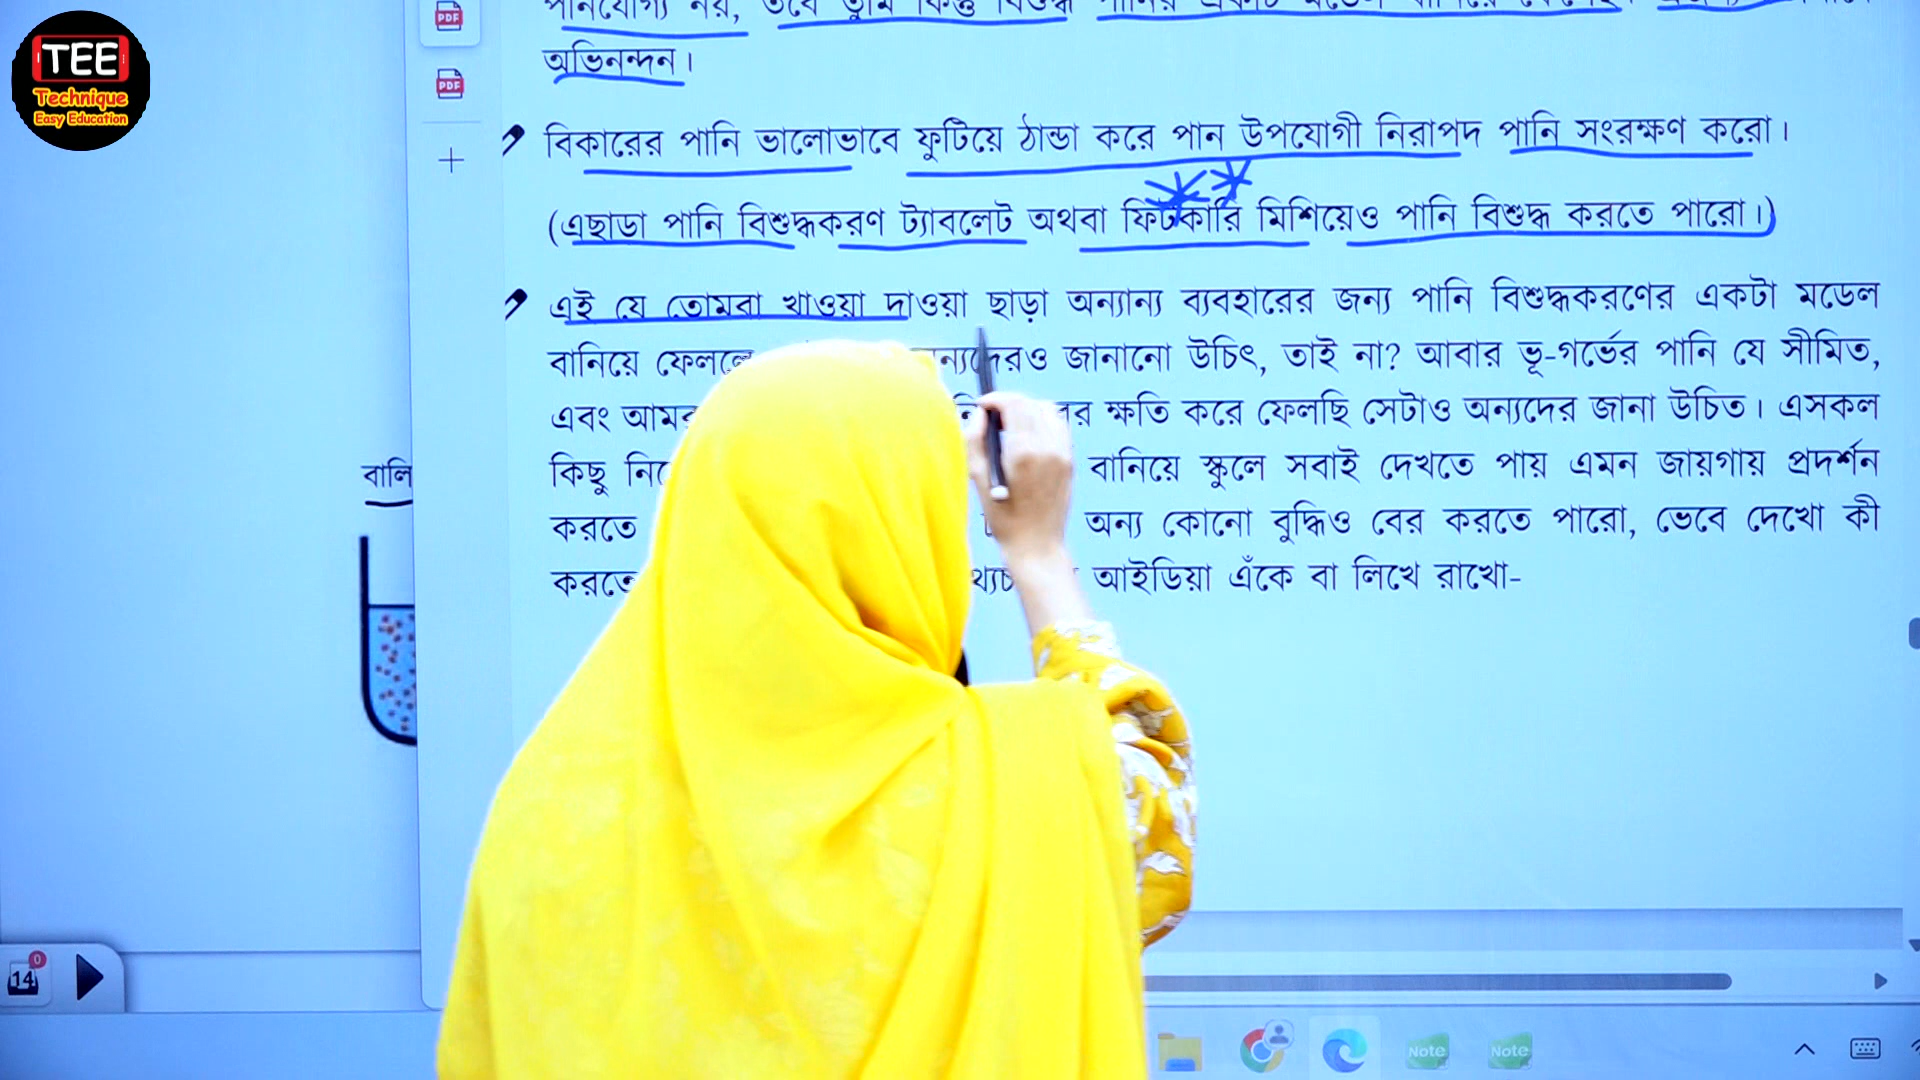 TEE
Technique
Easy Education
PDF
PDF
অভিনন্দন।
বিকারের পানি ভালোভাবে ফুটিয়ে ঠান্ডা করে পান উপযোগী নিরাপদ পানি সংরক্ষণ করো।
(এছাড়া পানি বিশুদ্ধকরণ ট্যাবলেট অথবা ফিটকারি মিশিয়েও পানি বিশুদ্ধ করতে পারো।)
এই যে তোমরা খাওয়া দাওয়া ছাড়া অন্যান্য ব্যবহারের জন্য পানি বিশুদ্ধকরণের একটা মডেল
বানিয়ে ফেললে জানানো উচিৎ, তাই না? আবার ভূ-গর্ভের পানি যে সীমিত,
এবং ক্ষতি করে ফেলছি সেটাও অন্যদের জানা উচিত। এসকল
কিছু বানিয়ে স্কুলে সবাই দেখতে পায় এমন জায়গায় প্রদর্শন
করতে অন্য কোনো বুদ্ধিও বের করতে পারো, ভেবে দেখো কী
আইডিয়া এঁকে বা লিখে রাখো-
বালি
14
0
Note
Note